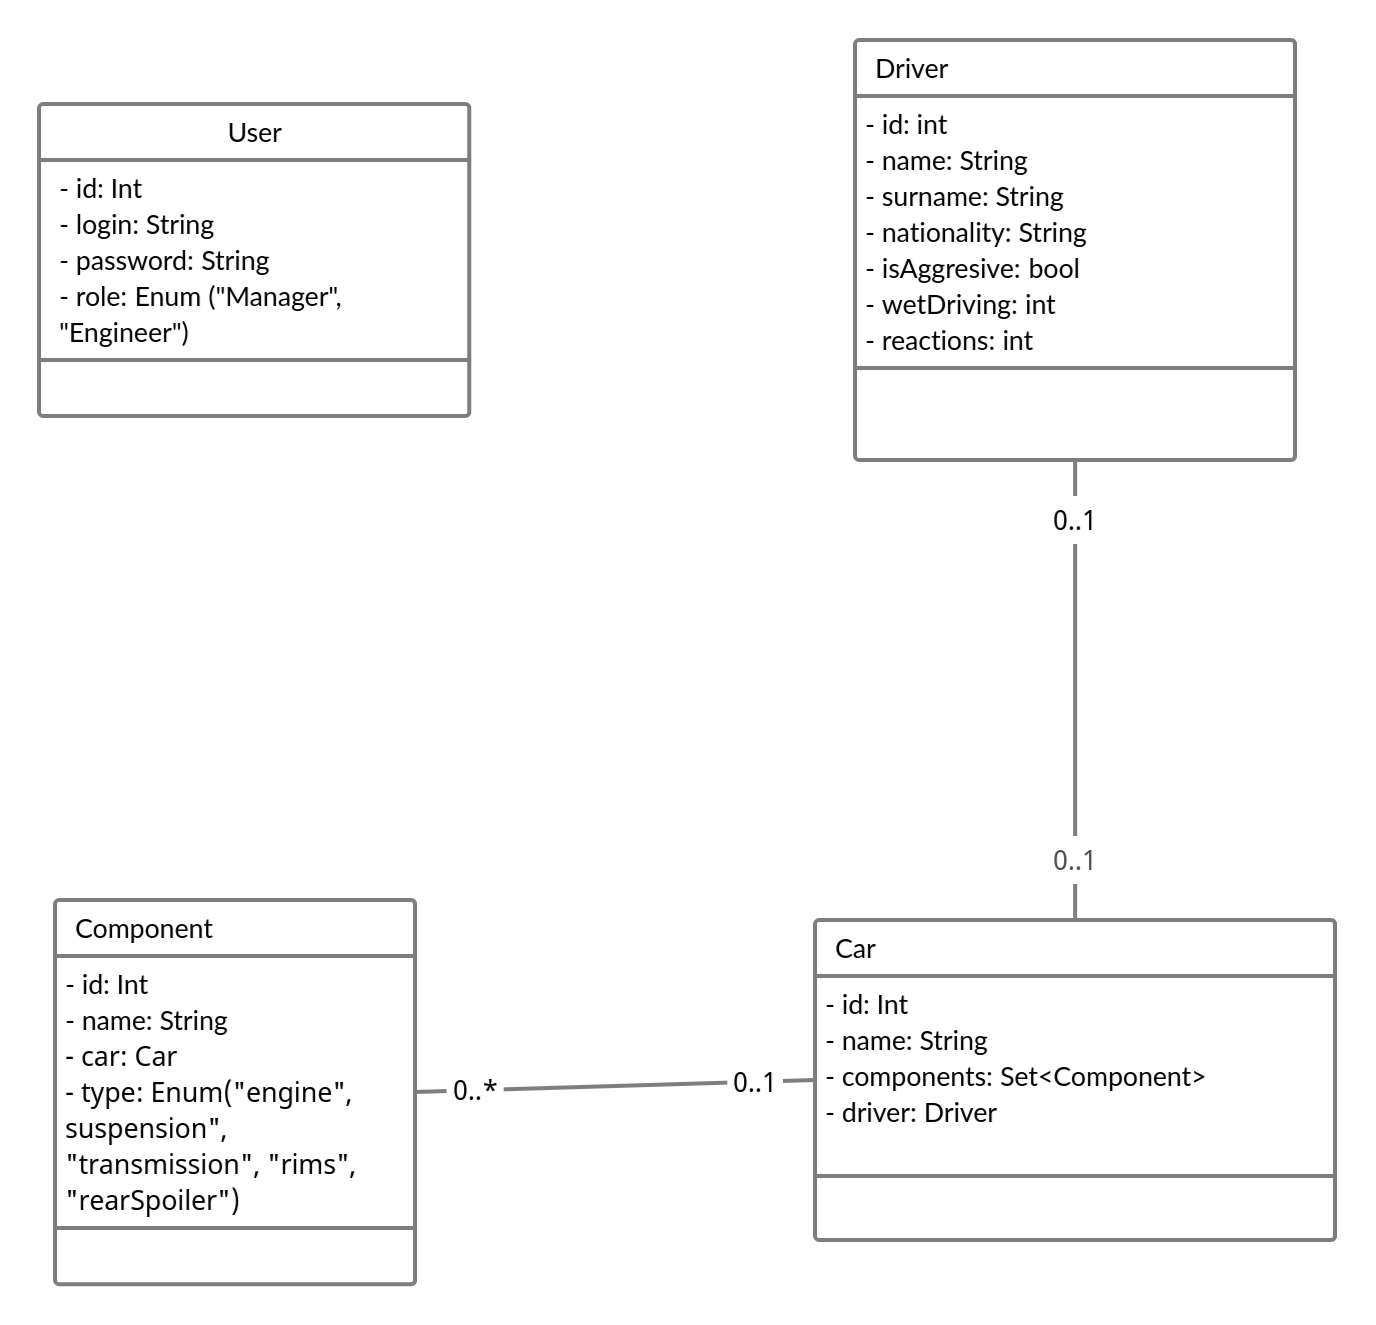 User
- id: Int
- login: String
- password: String
- role: Enum ("Manager",
"Engineer")
Driver
- id: int
- name: String
- surname: String
- nationality: String
- isAggresive: bool
- wetDriving: int
- reactions: int
0..1
0..1
Component
- id: Int
- name: String
- car: Car
- type: Enum("engine",
suspension",
"transmission", "rims",
"rearSpoiler")
0..*
0..1
Car
- id: Int
- name: String
- components: Set<Component>
- driver: Driver